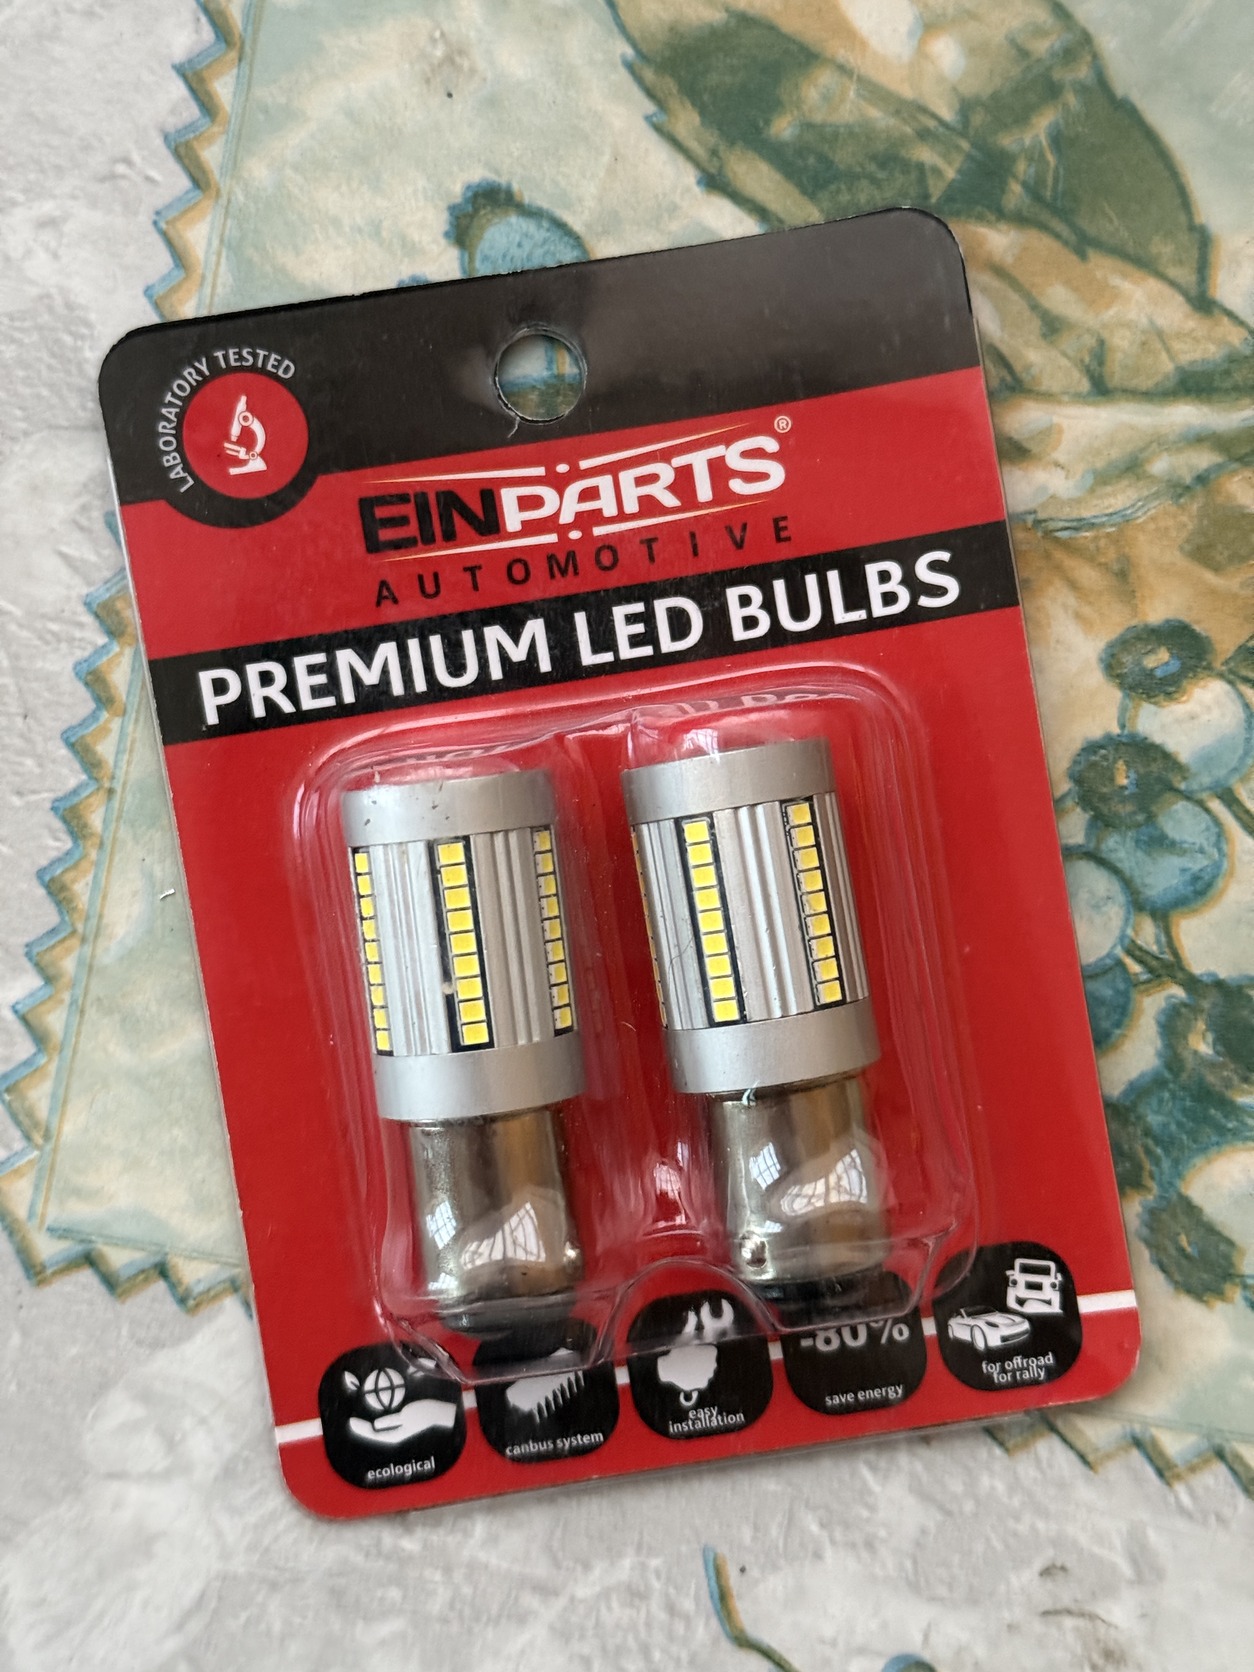 LABORATORY TESTED
EINPARTS®
AUTOMOTIVE
PREMIUM LED BULBS
ecological
canbus system
easy
installation
-80%
save energy
for offroad
for rally